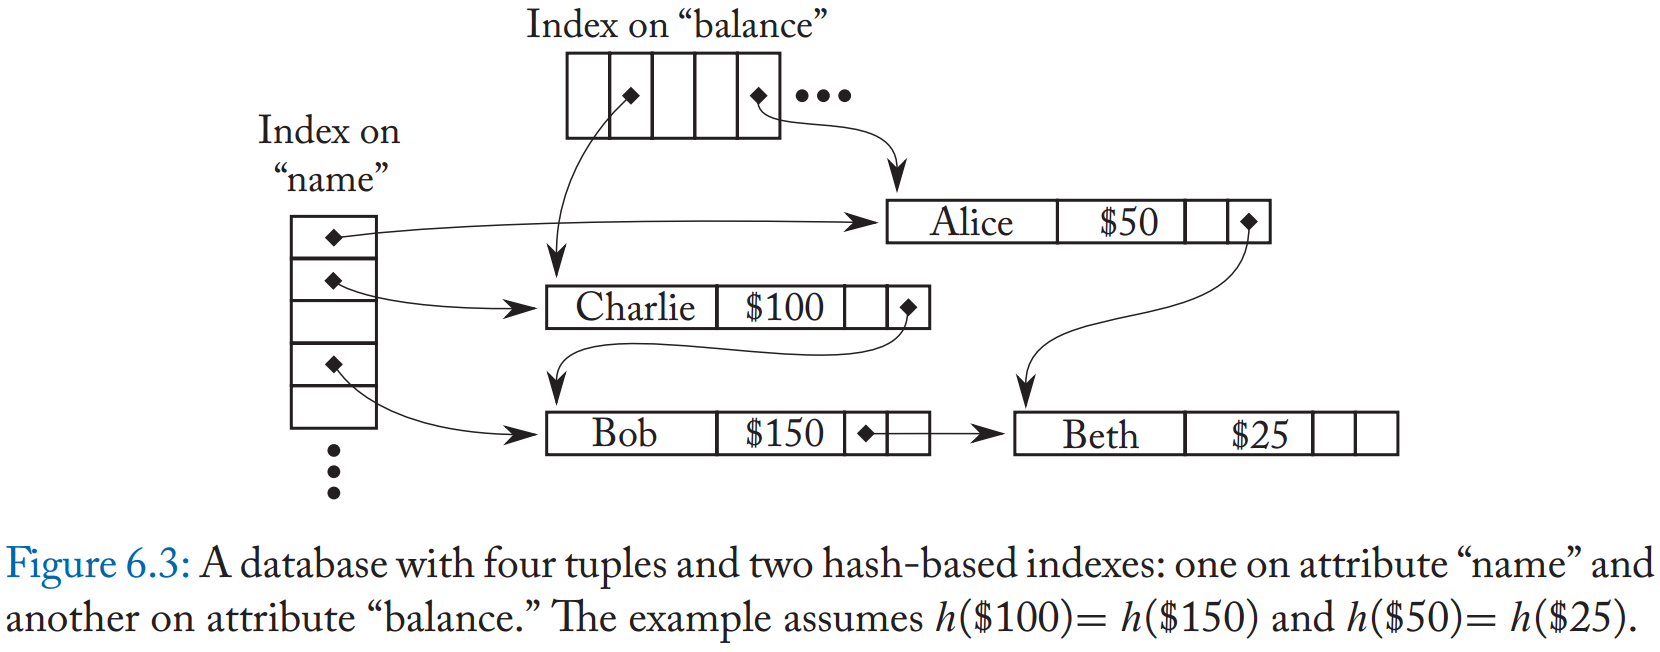 Index on “balance”
Index on
“name”
Alice $50
Charlie $100
Bob $150 Beth $25
Figure 6.3: A database with four tuples and two hash-based indexes: one on attribute “name” and
another on attribute “balance.” The example assumes h($100)= h($150) and h($50)= h($25).